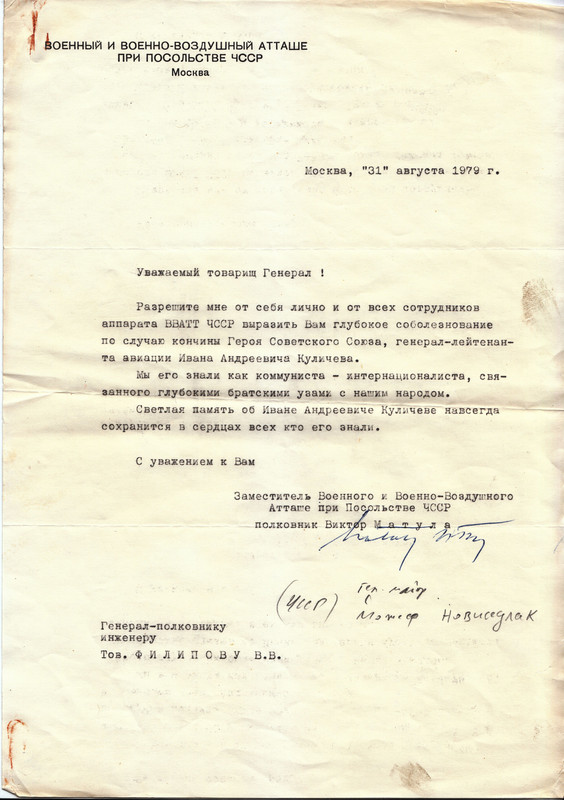 ВОЕННЫЙ И ВОЕННО-ВОЗДУШНЫЙ АТТАШЕ
ПРИ ПОСОЛЬСТВЕ ЧССР
Москва
Москва, "31" августа 1979 г.
Уважаемый товарищ Генерал !
Разрешите мне от себя лично и от всех сотрудников
аппарата ВВАТТ ЧССР выразить Вам глубокое соболезнование
по случаю кончины Героя Советского Союза, генерал-лейтенан-
та авиации Ивана Андреевича Куличева.
Мы его знали как коммуниста - интернационалиста, свя-
занного глубокими братскими узами с нашим народом.
Светлая память об Иване Андреевиче Куличеве навсегда
сохранится в сердцах всех кто его знали.
С уважением к Вам
Заместитель Военного и Военно-Воздушного
Атташе при Посольстве ЧССР
полковник Виктор М а т у л а
(ЧССР) Ген. майор
Можеф Новиседлак
Генерал-полковнику
инженеру
Тов. Ф И Л И П О В У В.В.